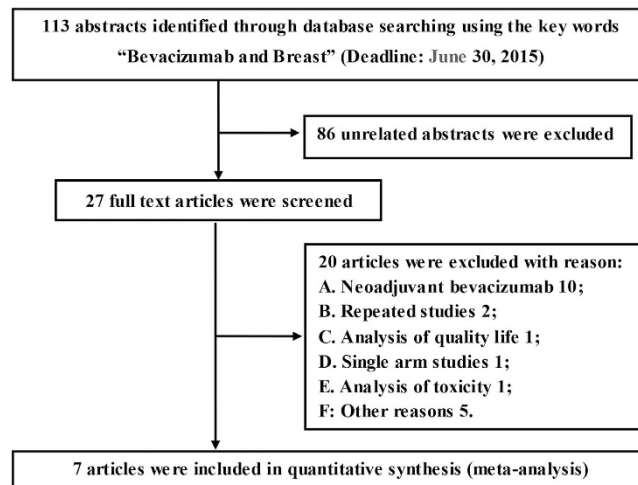 113 abstracts identified through database searching using the key words
“Bevacizumab and Breast” (Deadline: June 30, 2015)
86 unrelated abstracts were excluded
27 full text articles were screened
20 articles were excluded with reason:
A. Neoadjuvant bevacizumab 10;
B. Repeated studies 2;
C. Analysis of quality life 1;
D. Single arm studies 1;
E. Analysis of toxicity 1;
F: Other reasons 5.
7 articles were included in quantitative synthesis (meta-analysis)